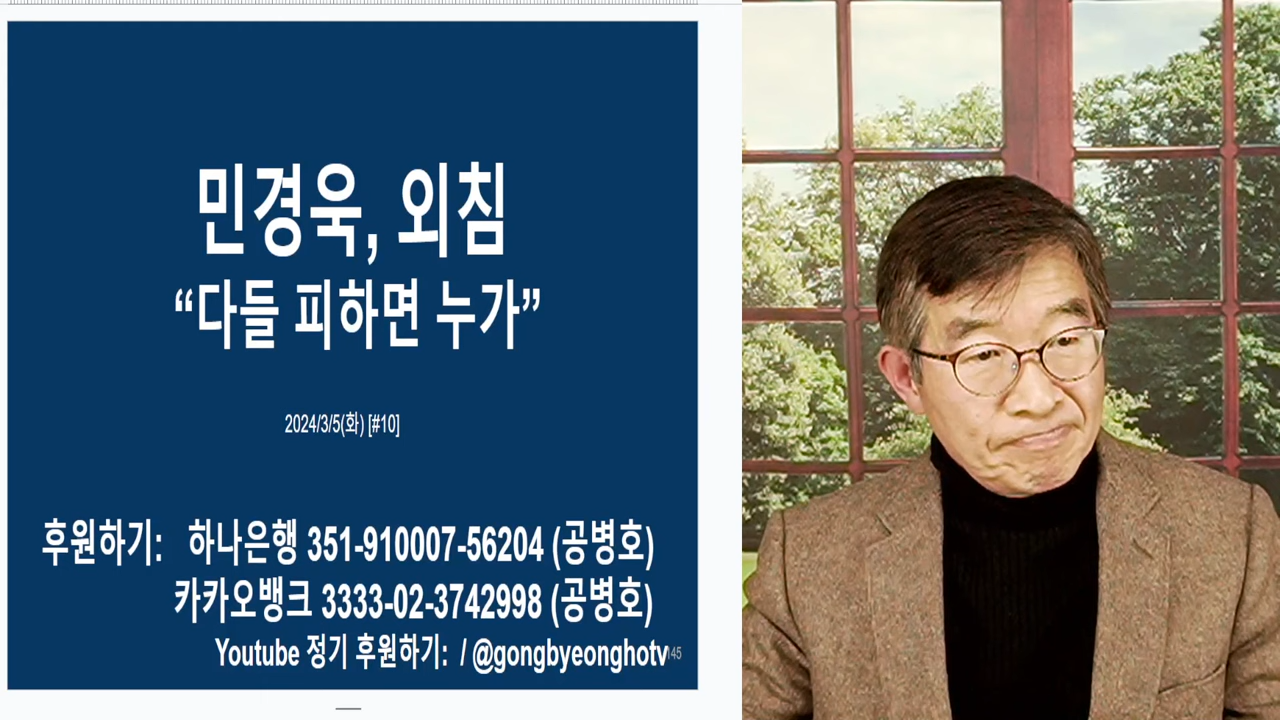 민경욱, 외침
“다들 피하면 누가”
2024/3/5(화) [#10]
후원하기: 하나은행 351-910007-56204 (공병호)
카카오뱅크 3333-02-3742998 (공병호)
Youtube 정기 후원하기: / @gongbyeonghotv
145